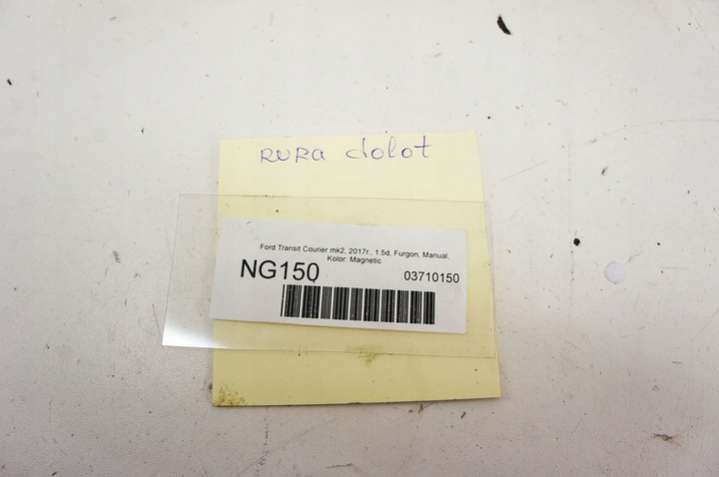 RURA dolot
Ford Transit Courier mk2, 2017r., 1.5d, Furgon, Manual,
Kolor: Magnetic
NG150 03710150